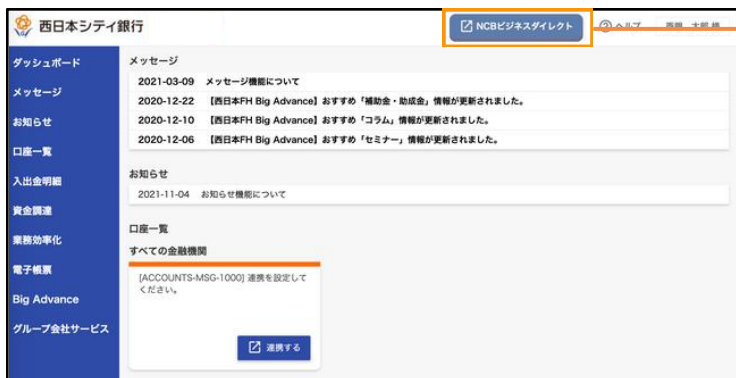 西日本シティ銀行
NCBビジネスダイレクト
ヘルプ
西銀 太郎 様
ダッシュボード
メッセージ
お知らせ
口座一覧
入出金明細
資金調達
業務効率化
電子帳票
Big Advance
グループ会社サービス
メッセージ
2021-03-09 メッセージ機能について
2020-12-22 【西日本FH Big Advance】おすすめ「補助金・助成金」情報が更新されました。
2020-12-10 【西日本FH Big Advance】おすすめ「コラム」情報が更新されました。
2020-12-06 【西日本FH Big Advance】おすすめ「セミナー」情報が更新されました。
お知らせ
2021-11-04 お知らせ機能について
口座一覧
すべての金融機関
[ACCOUNTS-MSG-1000] 連携を設定して
ください。
連携する